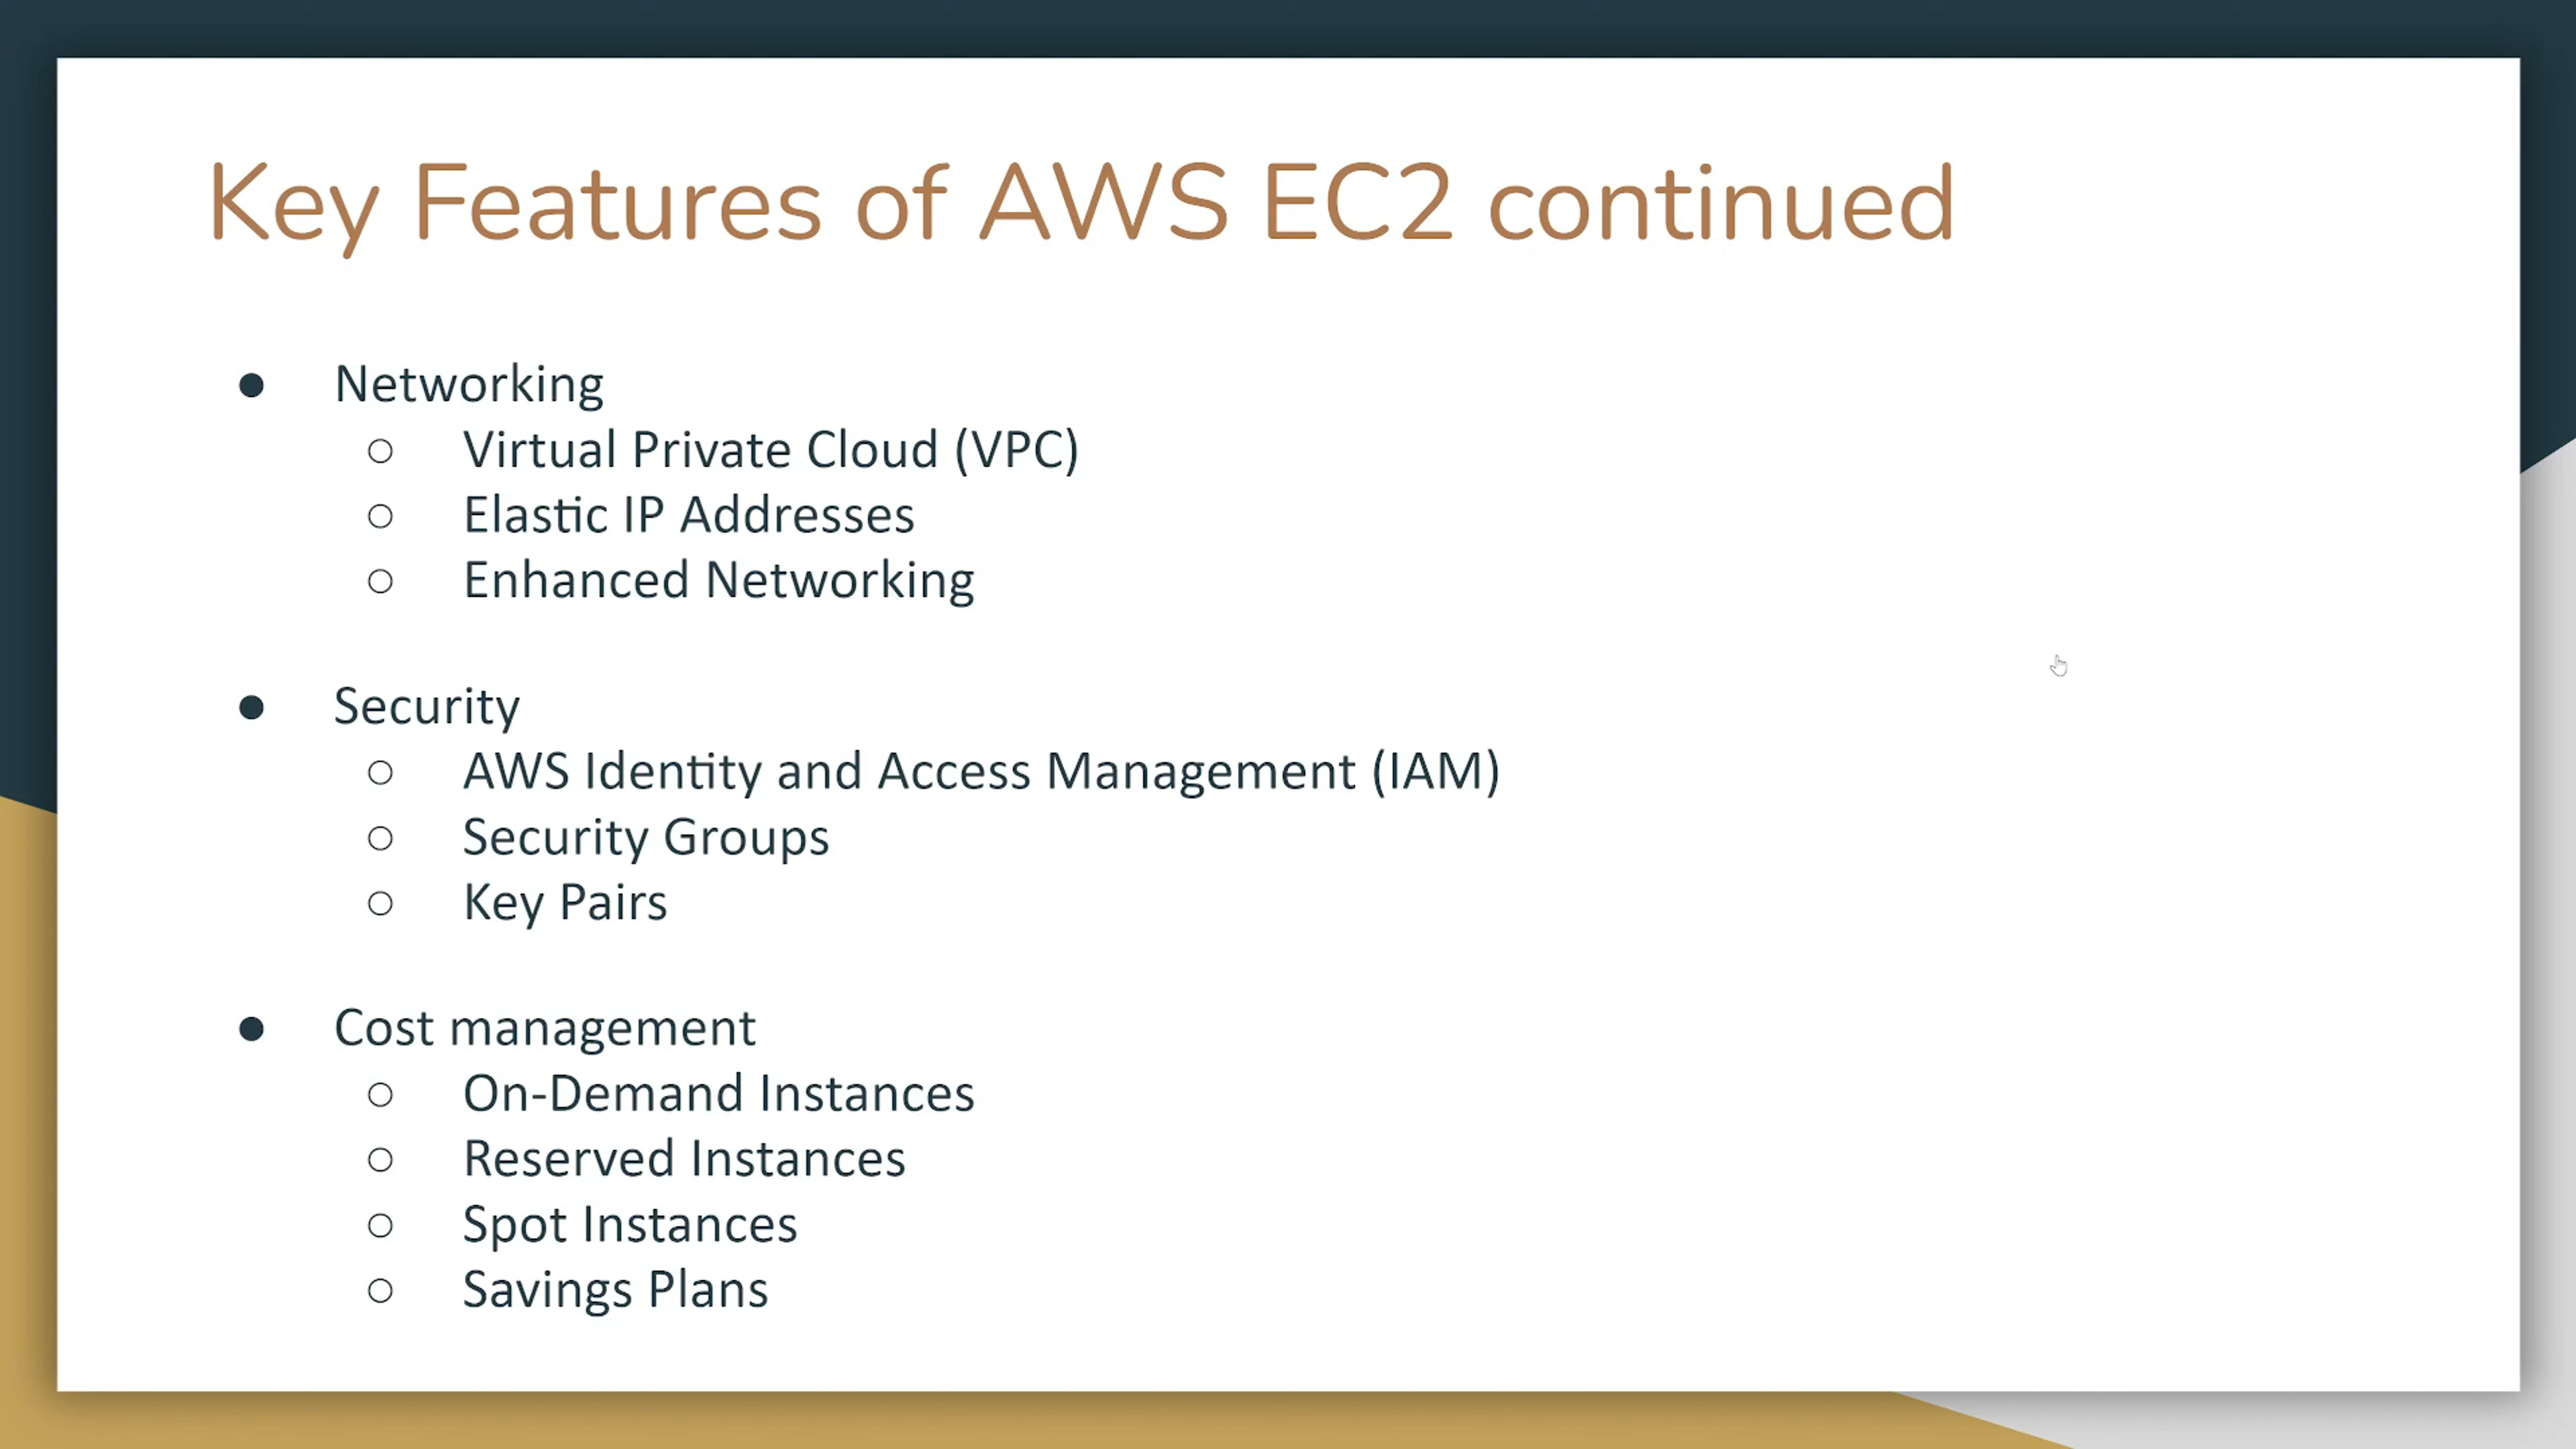 Key Features of AWS EC2 continued
● Networking
○ Virtual Private Cloud (VPC)
○ Elastic IP Addresses
○ Enhanced Networking
● Security
○ AWS Identity and Access Management (IAM)
○ Security Groups
○ Key Pairs
● Cost management
○ On-Demand Instances
○ Reserved Instances
○ Spot Instances
○ Savings Plans